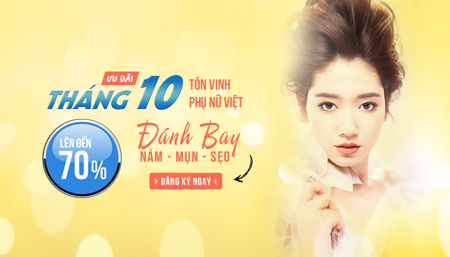 ƯU ĐÃI
THÁNG 10
TÔN VINH
PHỤ NỮ VIỆT
LÊN ĐẾN
70%
Đánh Bay
NÁM - MỤN - SẸO
> ĐĂNG KÝ NGAY <